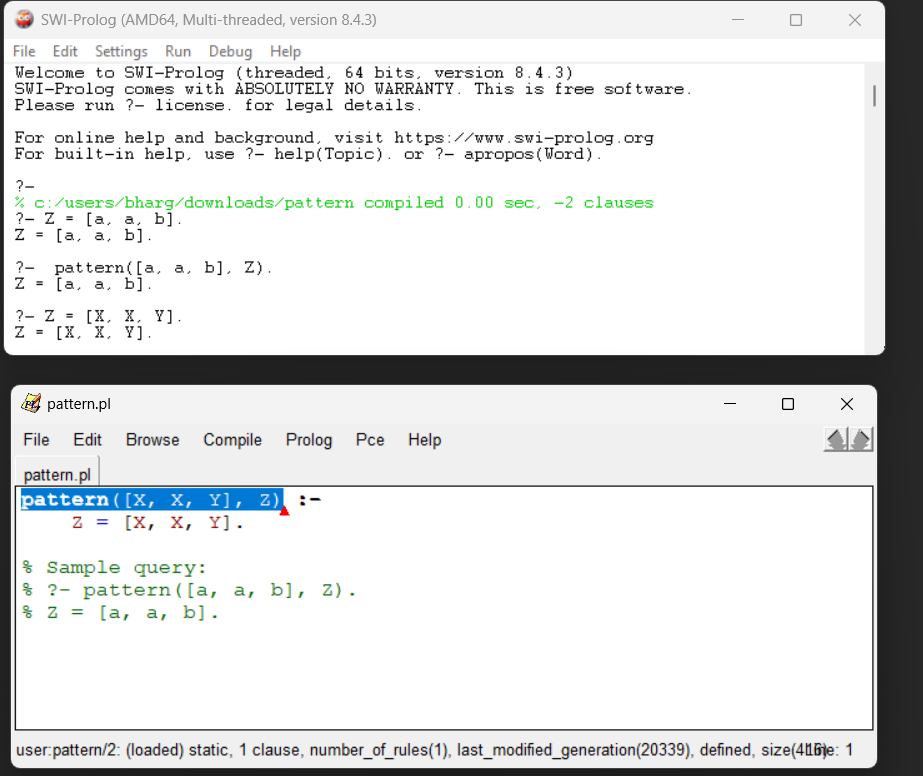 SWI-Prolog (AMD64, Multi-threaded, version 8.4.3)
File Edit Settings Run Debug Help
Welcome to SWI-Prolog (threaded, 64 bits, version 8.4.3)
SWI-Prolog comes with ABSOLUTELY NO WARRANTY. This is free software.
Please run ?- license. for legal details.
For online help and background, visit https://www.swi-prolog.org
For built-in help, use ?- help(Topic). or ?- apropos(Word).
?-
% c:/users/bharg/downloads/pattern compiled 0.00 sec, -2 clauses
?- Z = [a, a, b].
Z = [a, a, b].
?-  pattern([a, a, b], Z).
Z = [a, a, b].
?- Z = [X, X, Y].
Z = [X, X, Y].
pattern.pl
File Edit Browse Compile Prolog Pce Help
pattern.pl
pattern([X, X, Y], Z) :-
    Z = [X, X, Y].
% Sample query:
% ?- pattern([a, a, b], Z).
% Z = [a, a, b].
user:pattern/2: (loaded) static, 1 clause, number_of_rules(1), last_modified_generation(20339), defined, : 1